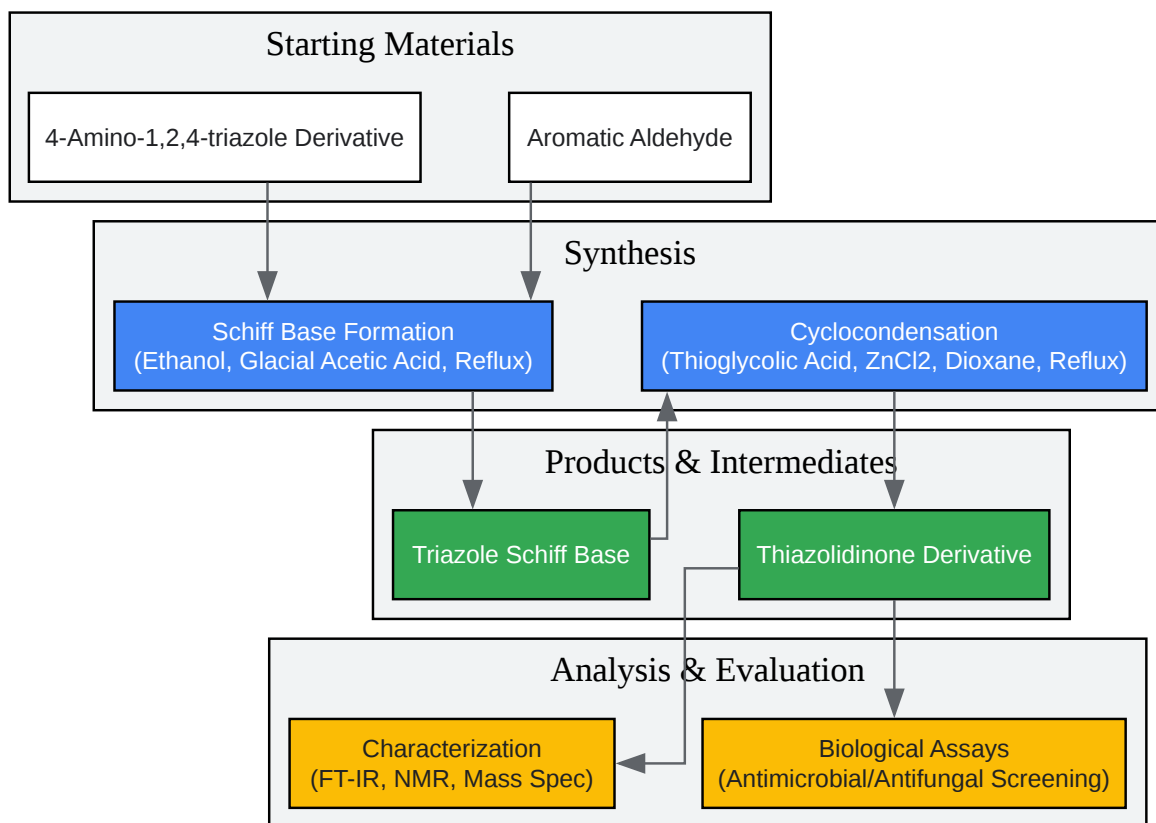 Starting Materials
4-Amino-1,2,4-triazole Derivative
Aromatic Aldehyde
Synthesis
Schiff Base Formation
(Ethanol, Glacial Acetic Acid, Reflux)
Cyclocondensation
(Thioglycolic Acid, ZnCl2, Dioxane, Reflux)
Products & Intermediates
Triazole Schiff Base
Thiazolidinone Derivative
Analysis & Evaluation
Characterization
(FT-IR, NMR, Mass Spec)
Biological Assays
(Antimicrobial/Antifungal Screening)